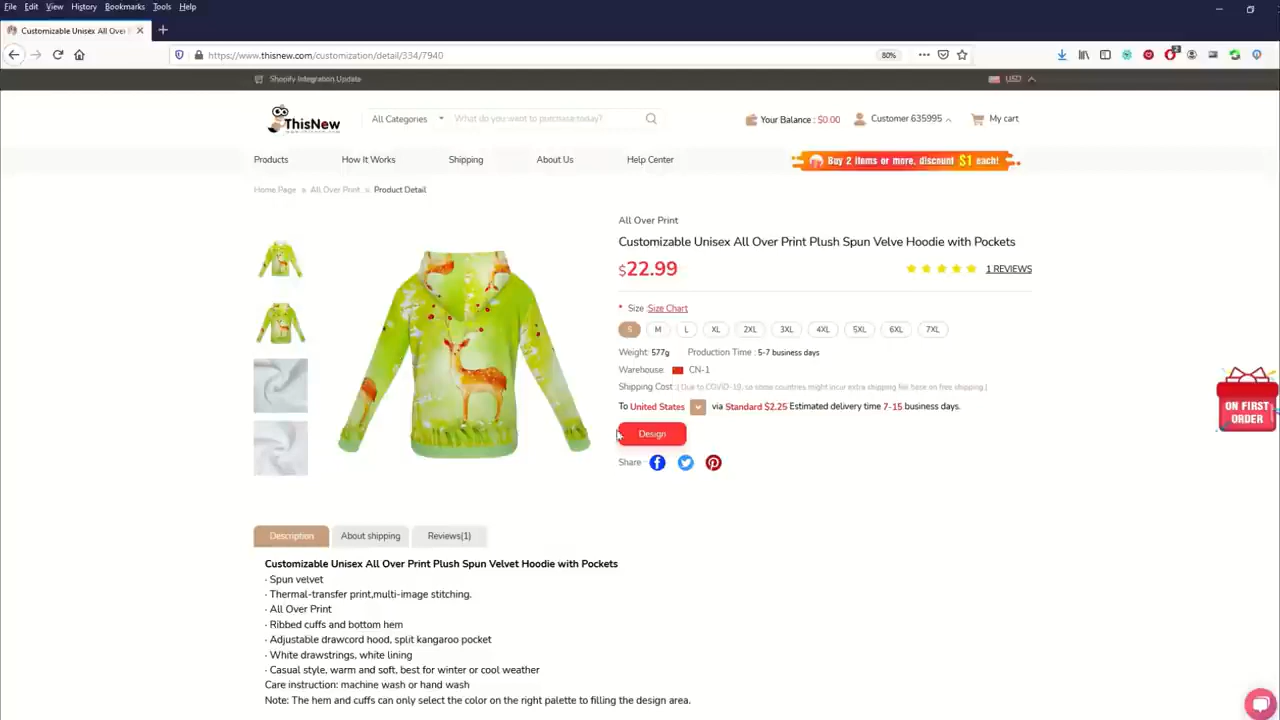 File Edit View History Bookmarks Tools Help
Customizable Unisex All Over
https://www.thisnew.com/customization/detail/334/7940
80%
Shopify Integration Update
USD
ThisNew
All Categories
What do you want to purchase today?
Your Balance : $0.00
Customer 635995
My cart
Products
How It Works
Shipping
About Us
Help Center
Buy 2 items or more, discount $1 each!
Home Page » All Over Print » Product Detail
All Over Print
Customizable Unisex All Over Print Plush Spun Velve Hoodie with Pockets
$22.99
1 REVIEWS
* Size :Size Chart
S M L XL 2XL 3XL 4XL 5XL 6XL 7XL
Weight: 577g Production Time : 5-7 business days
Warehouse: CN-1
Shipping Cost :( Due to COVID-19, so some countries might incur extra shipping fee base on free shipping.)
To United States via Standard $2.25 Estimated delivery time 7-15 business days.
Design
Share
ON FIRST
ORDER
Description
About shipping
Reviews(1)
Customizable Unisex All Over Print Plush Spun Velvet Hoodie with Pockets
· Spun velvet
· Thermal-transfer print,multi-image stitching.
· All Over Print
· Ribbed cuffs and bottom hem
· Adjustable drawcord hood, split kangaroo pocket
· White drawstrings, white lining
· Casual style, warm and soft, best for winter or cool weather
Care instruction: machine wash or hand wash
Note: The hem and cuffs can only select the color on the right palette to filling the design area.